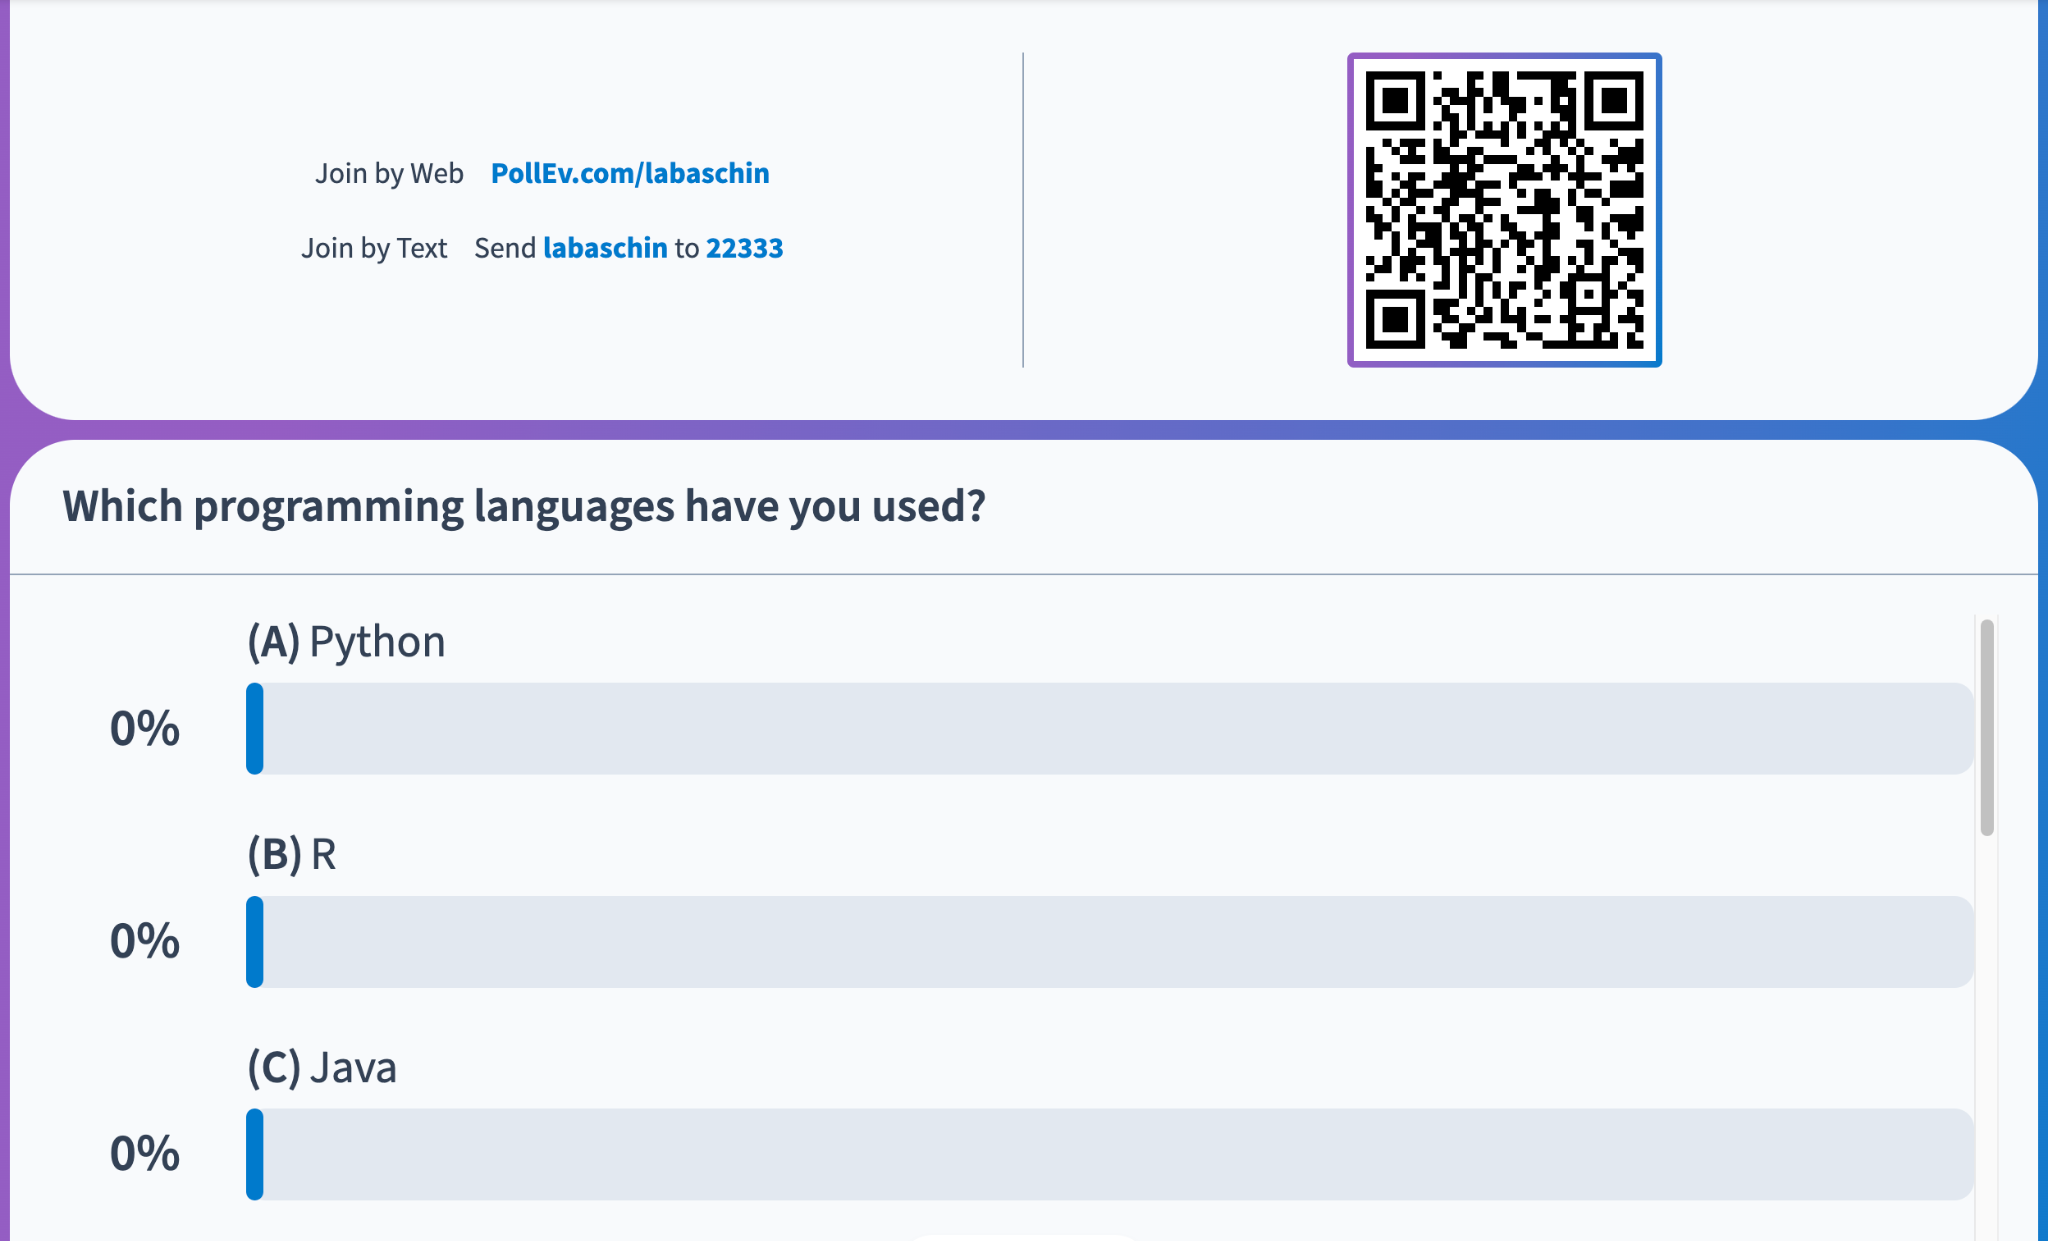 Join by Web PollEv.com/labaschin
Join by Text Send labaschin to 22333
Which programming languages have you used?
(A) Python
0%
(B) R
0%
(C) Java
0%